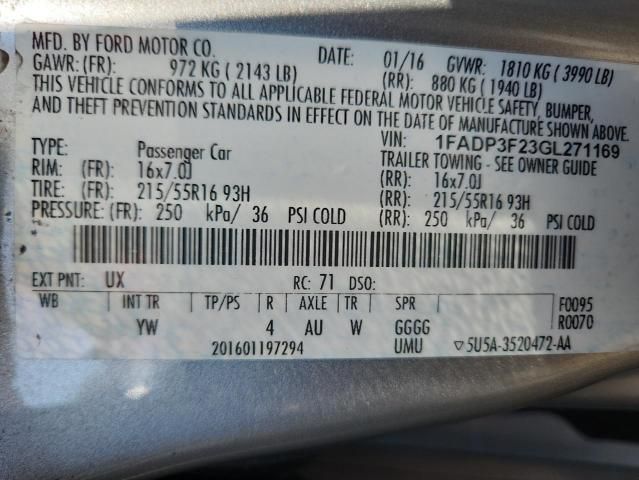 MFD. BY FORD MOTOR CO.
DATE: 01/16 GVWR: 1810 KG ( 3990 LB)
GAWR: (FR): 972 KG ( 2143 LB) (RR): 880 KG ( 1940 LB)
THIS VEHICLE CONFORMS TO ALL APPLICABLE FEDERAL MOTOR VEHICLE SAFETY, BUMPER,
AND THEFT PREVENTION STANDARDS IN EFFECT ON THE DATE OF MANUFACTURE SHOWN ABOVE.
VIN: 1FADP3F23GL271169
TYPE: Passenger Car TRAILER TOWING - SEE OWNER GUIDE
RIM: (FR): 16x7.0J (RR): 16x7.0J
TIRE: (FR): 215/55R16 93H (RR): 215/55R16 93H
PRESSURE: (FR): 250 kPa/ 36 PSI COLD (RR): 250 kPa/ 36 PSI COLD
EXT PNT: UX RC: 71 DSO:
WB INT TR TP/PS R AXLE TR SPR F0095
YW 4 AU W GGGG R0070
201601197294 UMU ▽5U5A-3520472-AA